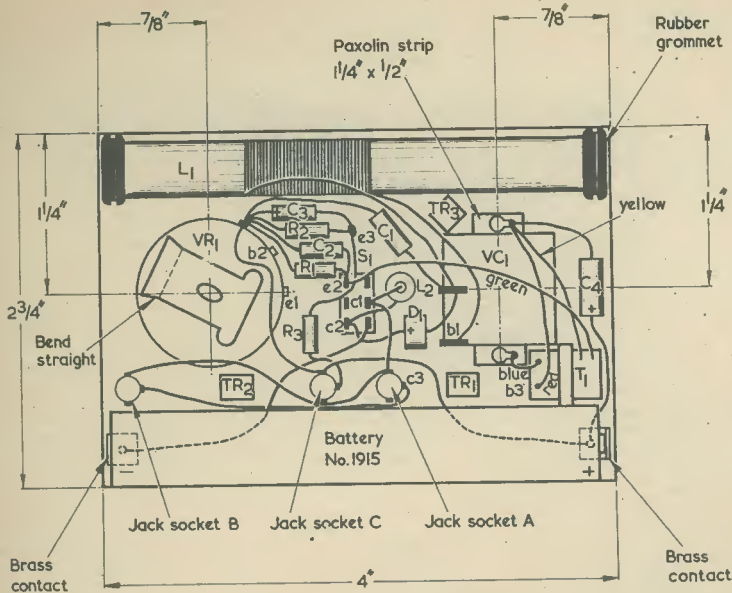 7/8"
7/8"
Paxolin strip
1 1/4" x 1/2"
Rubber
grommet
L1
1 1/4"
1 1/4"
TR3
yellow
C3
R2
C1
VR1
b2
C2
e3
S1
VC1
R1
e2
green
C4
2 3/4"
e1
c1
L2
Bend
straight
R3
c2
D1
+
b1
blue
b3
red
T1
TR2
c3
TR1
Battery
No.1915
−
+
Jack socket B
Jack socket C
Jack socket A
Brass
contact
4"
Brass
contact